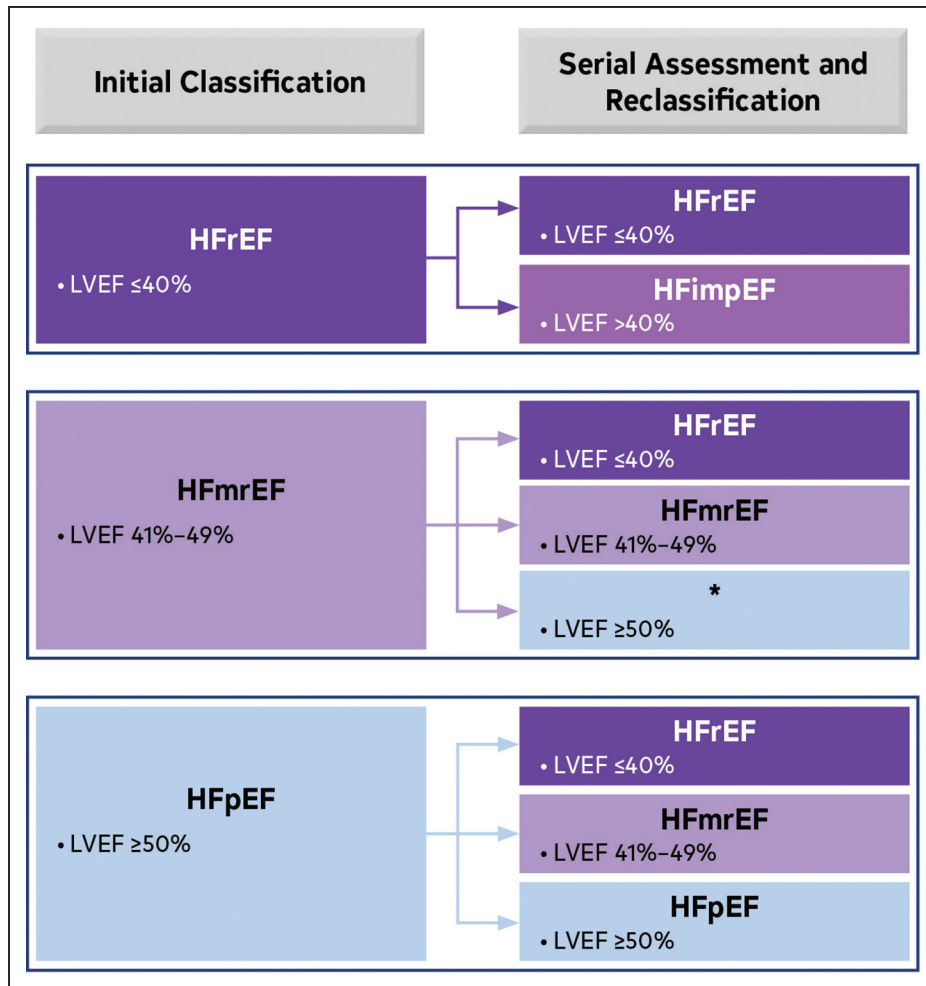 Initial Classification
Serial Assessment and
Reclassification
HFrEF
• LVEF ≤40%
HFrEF
• LVEF ≤40%
HFimpEF
• LVEF >40%
HFmrEF
• LVEF 41%–49%
HFrEF
• LVEF ≤40%
HFmrEF
• LVEF 41%–49%
*
• LVEF ≥50%
HFpEF
• LVEF ≥50%
HFrEF
• LVEF ≤40%
HFmrEF
• LVEF 41%–49%
HFpEF
• LVEF ≥50%